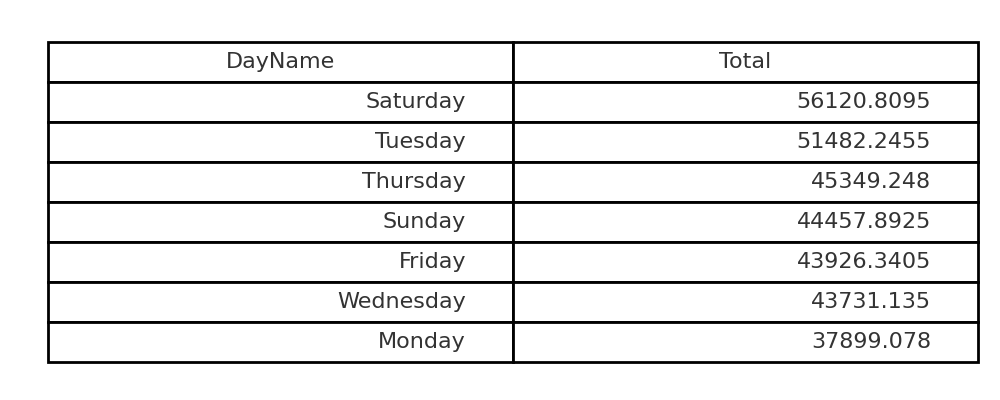 DayName Total
Saturday 56120.8095
Tuesday 51482.2455
Thursday 45349.248
Sunday 44457.8925
Friday 43926.3405
Wednesday 43731.135
Monday 37899.078